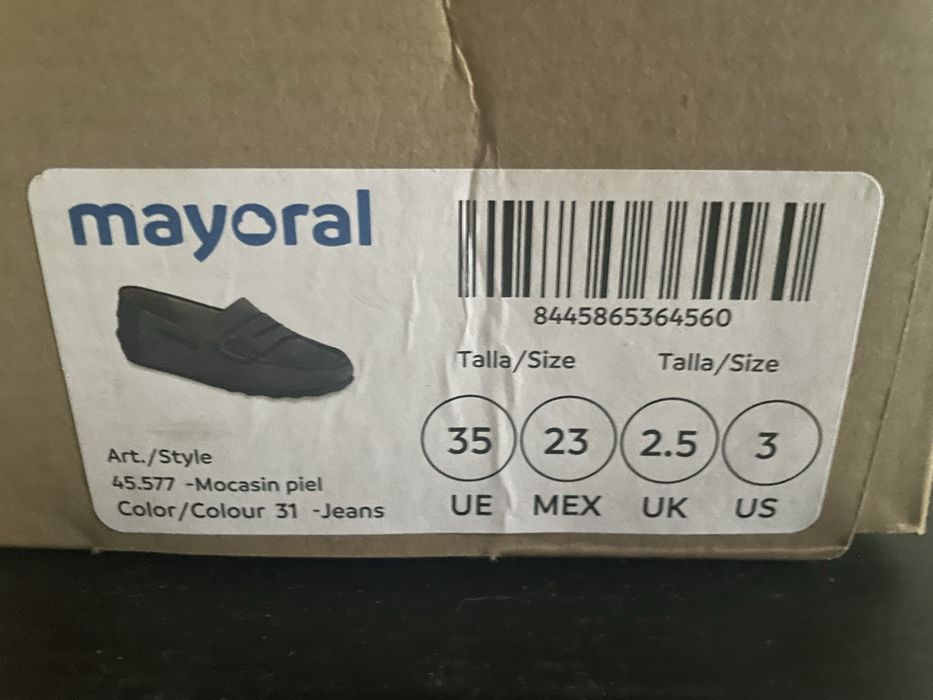 mayoral
8445865364560
Talla/Size Talla/Size
35 23 2.5 3
UE MEX UK US
Art./Style
45.577 -Mocasin piel
Color/Colour 31 -Jeans